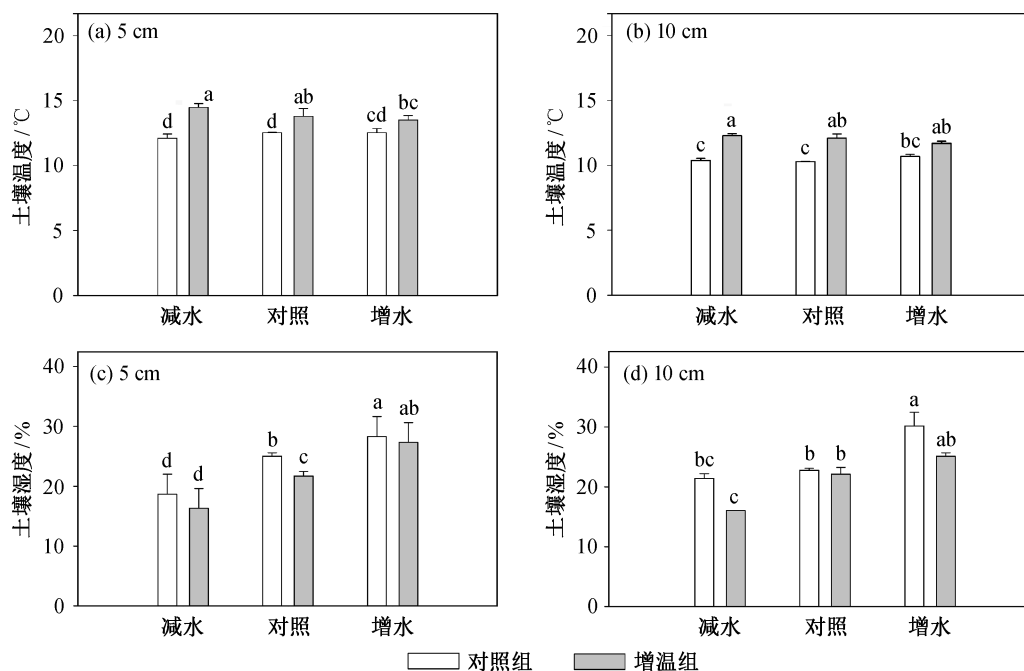 (a) 5 cm
土壤温度/℃
20
15
10
5
0
d a d ab cd bc
减水 对照 增水
(b) 10 cm
土壤温度/℃
20
15
10
5
0
c a c ab bc ab
减水 对照 增水
(c) 5 cm
土壤湿度/%
40
30
20
10
0
d d b c a ab
减水 对照 增水
(d) 10 cm
土壤湿度/%
40
30
20
10
0
bc c b b a ab
减水 对照 增水
对照组 增温组